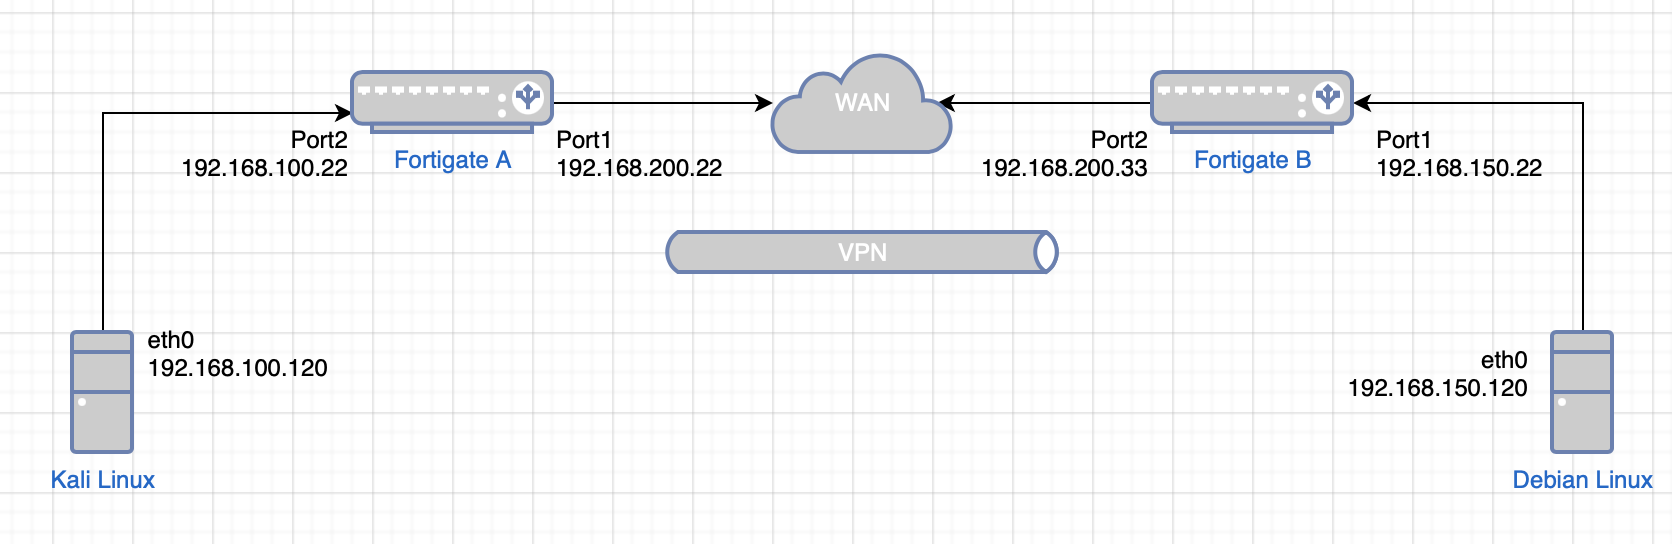 WAN
Port2
192.168.100.22
Fortigate A
Port1
192.168.200.22
Port2
192.168.200.33
Fortigate B
Port1
192.168.150.22
VPN
eth0
192.168.100.120
Kali Linux
eth0
192.168.150.120
Debian Linux